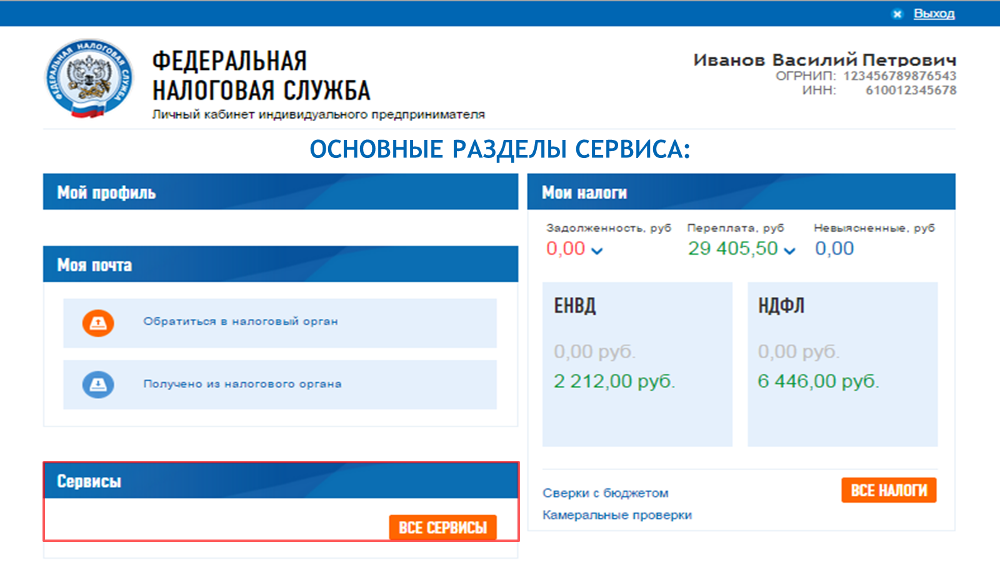 Выход
ФЕДЕРАЛЬНАЯ НАЛОГОВАЯ СЛУЖБА
ФЕДЕРАЛЬНАЯ
НАЛОГОВАЯ СЛУЖБА
Личный кабинет индивидуального предпринимателя
Иванов Василий Петрович
ОГРНИП: 123456789876543
ИНН: 610012345678
ОСНОВНЫЕ РАЗДЕЛЫ СЕРВИСА:
Мой профиль
Моя почта
Обратиться в налоговый орган
Получено из налогового органа
Сервисы
ВСЕ СЕРВИСЫ
Мои налоги
Задолженность, руб Переплата, руб Невыясненные, руб
0,00 29 405,50 0,00
ЕНВД
0,00 руб.
2 212,00 руб.
НДФЛ
0,00 руб.
6 446,00 руб.
Сверки с бюджетом
Камеральные проверки
ВСЕ НАЛОГИ